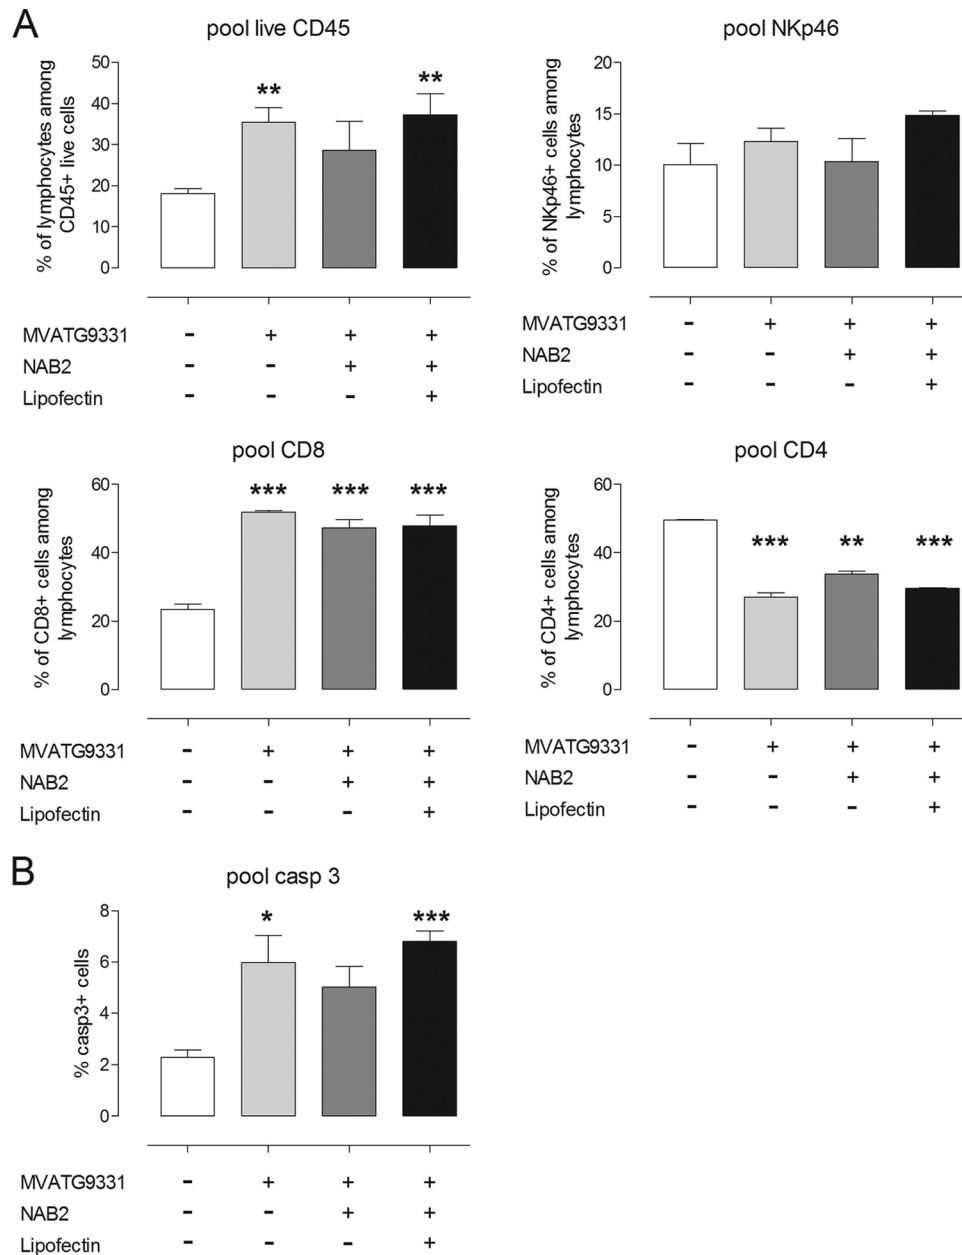 A
pool live CD45
% of lymphocytes among
CD45+ live cells
50
40
30
20
10
0
** **
MVATG9331 - + + +
NAB2 - - + +
Lipofectin - - - +
pool NKp46
% of NKp46+ cells among
lymphocytes
20
15
10
5
0
MVATG9331 - + + +
NAB2 - - + +
Lipofectin - - - +
pool CD8
% of CD8+ cells among
lymphocytes
60
40
20
0
*** *** ***
MVATG9331 - + + +
NAB2 - - + +
Lipofectin - - - +
pool CD4
% of CD4+ cells among
lymphocytes
60
40
20
0
*** ** ***
MVATG9331 - + + +
NAB2 - - + +
Lipofectin - - - +
B
pool casp 3
% casp3+ cells
8
6
4
2
0
* ***
MVATG9331 - + + +
NAB2 - - + +
Lipofectin - - - +